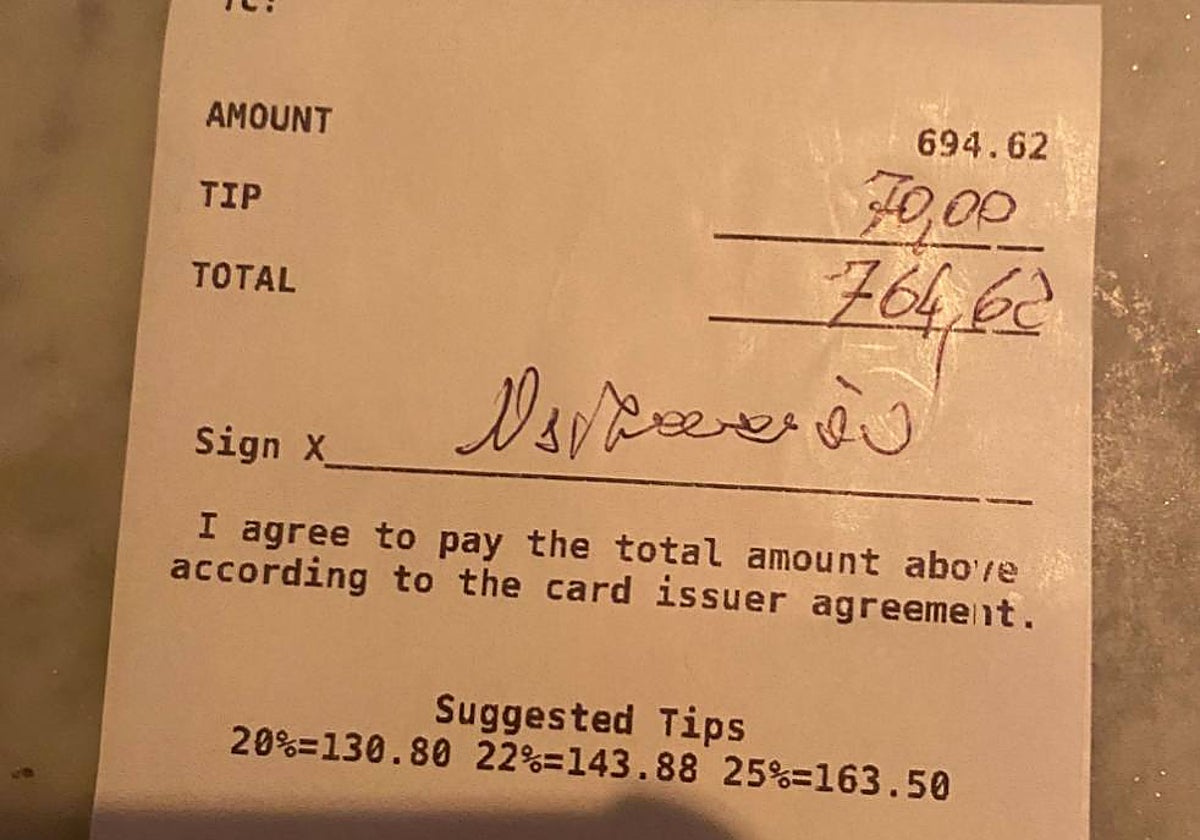 AMOUNT 694.62
TIP 70,00
TOTAL 764,62
Sign X
I agree to pay the total amount above
according to the card issuer agreement.
Suggested Tips
20%=130.80 22%=143.88 25%=163.50